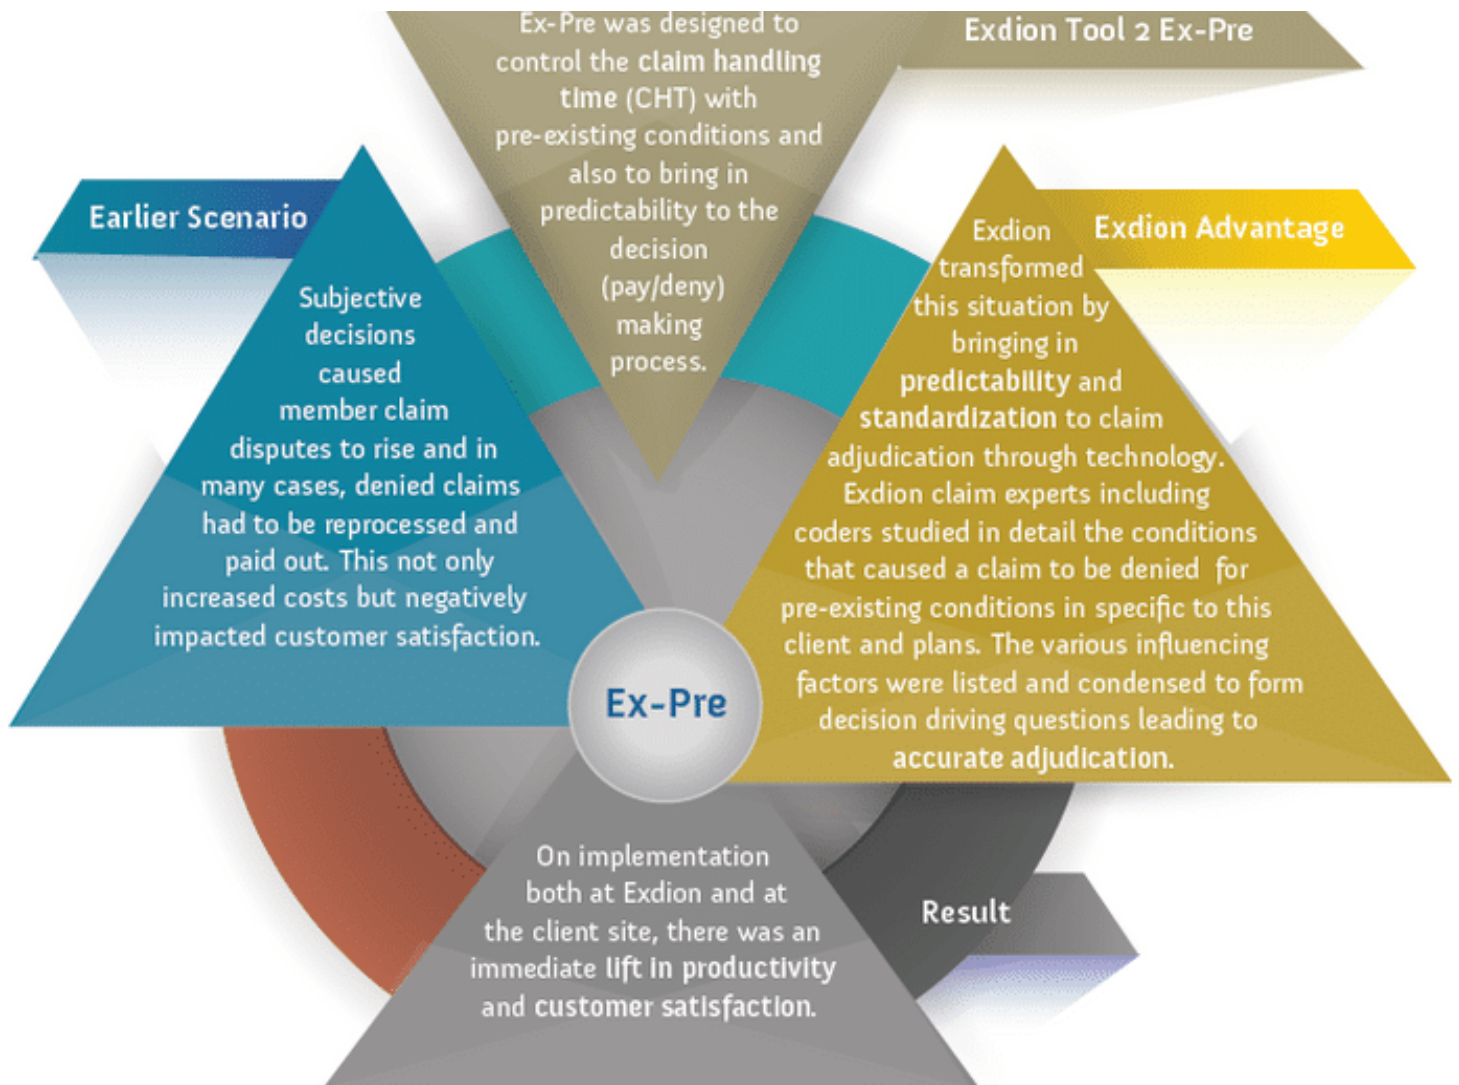 Exdion Tool 2 Ex-Pre
Ex-Pre was designed to
control the claim handling
time (CHT) with
pre-existing conditions and
also to bring in
predictability to the
decision
(pay/deny)
making
process.
Earlier Scenario
Subjective
decisions
caused
member claim
disputes to rise and in
many cases, denied claims
had to be reprocessed and
paid out. This not only
increased costs but negatively
impacted customer satisfaction.
Exdion Advantage
Exdion
transformed
this situation by
bringing in
predictability and
standardization to claim
adjudication through technology.
Exdion claim experts including
coders studied in detail the conditions
that caused a claim to be denied for
pre-existing conditions in specific to this
client and plans. The various influencing
factors were listed and condensed to form
decision driving questions leading to
accurate adjudication.
Ex-Pre
Result
On implementation
both at Exdion and at
the client site, there was an
immediate lift in productivity
and customer satisfaction.